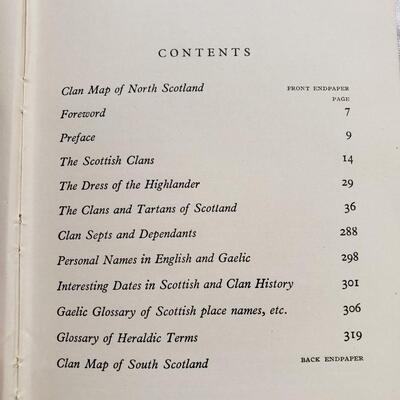 CONTENTS
Clan Map of North Scotland FRONT ENDPAPER
PAGE
Foreword 7
Preface 9
The Scottish Clans 14
The Dress of the Highlander 29
The Clans and Tartans of Scotland 36
Clan Septs and Dependants 288
Personal Names in English and Gaelic 298
Interesting Dates in Scottish and Clan History 301
Gaelic Glossary of Scottish place names, etc. 306
Glossary of Heraldic Terms 319
Clan Map of South Scotland BACK ENDPAPER